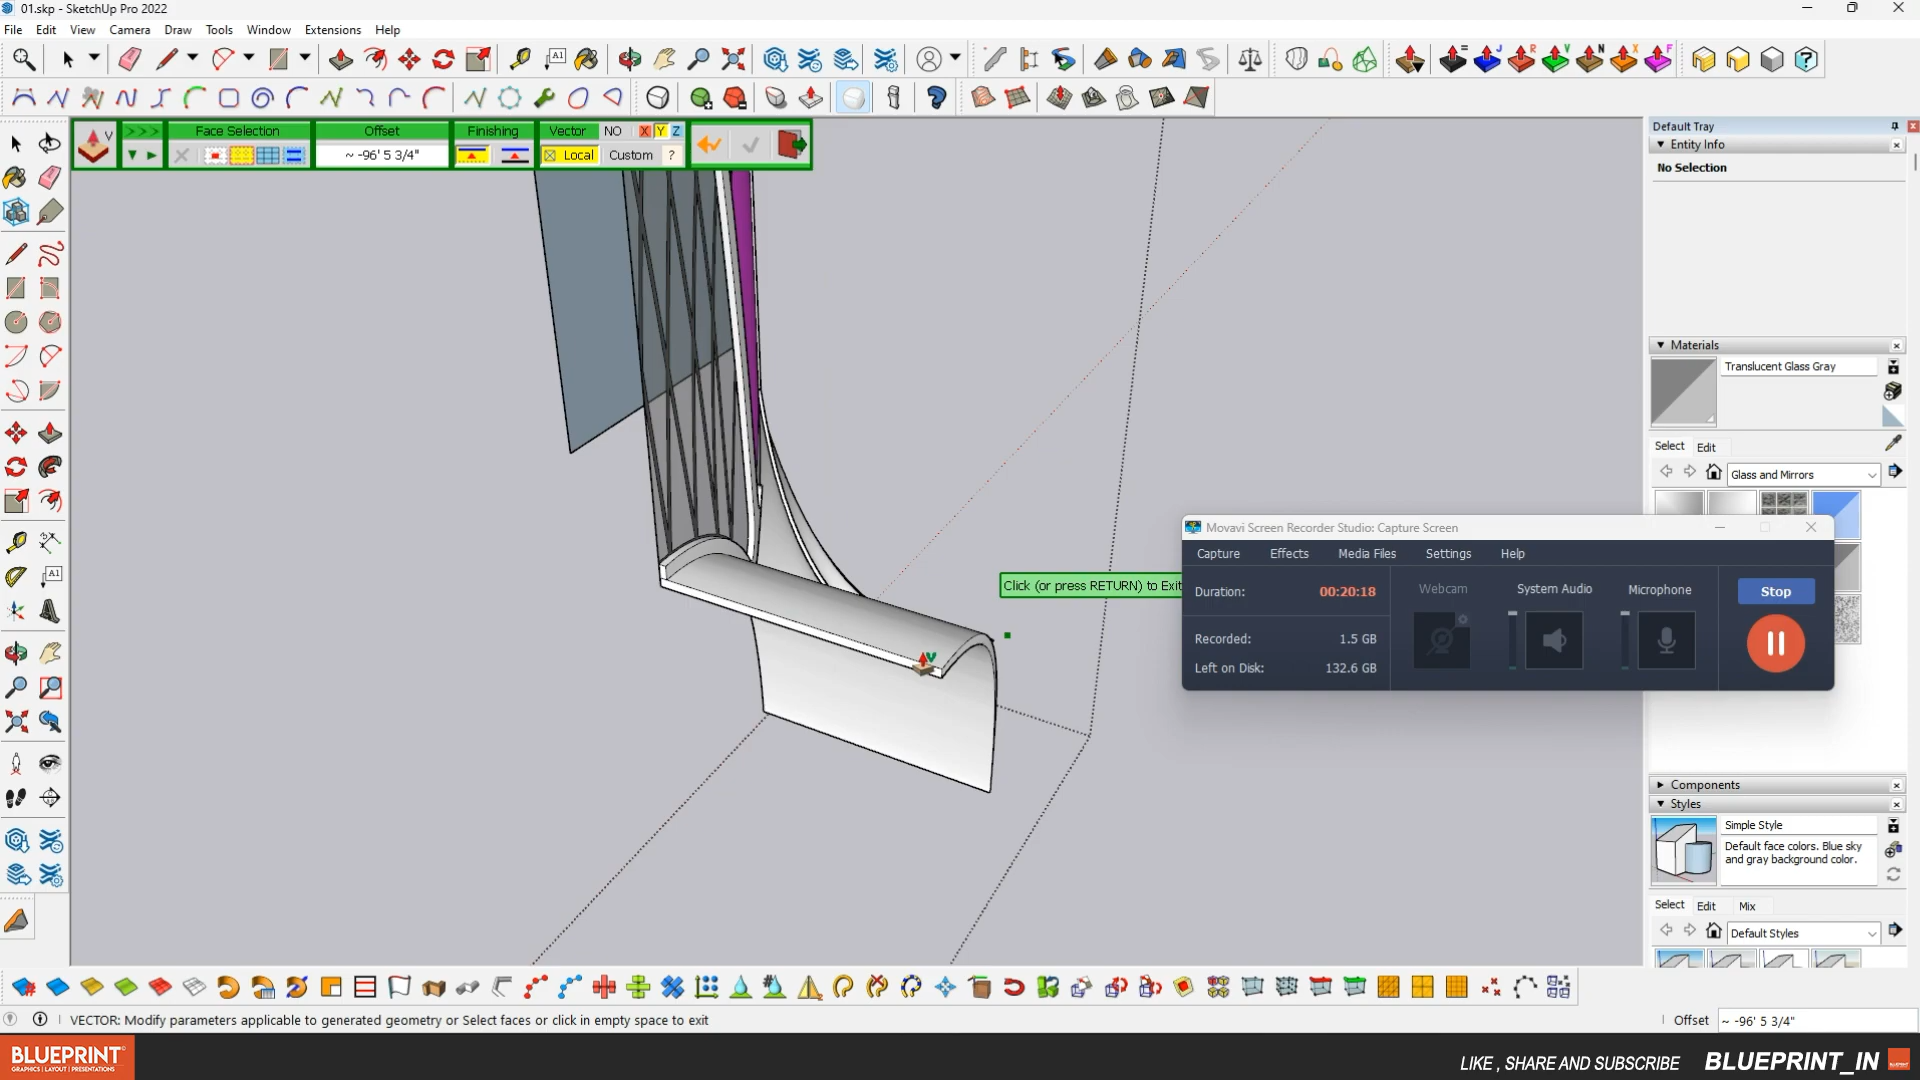 01.skp - SketchUp Pro 2022
File Edit View Camera Draw Tools Window Extensions Help
A1
= J R V N X F
V >>> Face Selection Offset Finishing Vector NO X Y Z
~ -96' 5 3/4" Local Custom ?
Default Tray
Entity Info
No Selection
Materials
Translucent Glass Gray
Select Edit
Glass and Mirrors
Click (or press RETURN) to Exit
V
Movavi Screen Recorder Studio: Capture Screen
Capture Effects Media Files Settings Help
Duration: 00:20:18
Recorded: 1.5 GB
Left on Disk: 132.6 GB
Webcam System Audio Microphone
Stop
A1
Components
Styles
Simple Style
Default face colors. Blue sky
and gray background color.
Select Edit Mix
Default Styles
VECTOR: Modify parameters applicable to generated geometry or Select faces or click in empty space to exit
Offset ~ -96' 5 3/4"
BLUEPRINT
GRAPHICS | LAYOUT | PRESENTATIONS
LIKE , SHARE AND SUBSCRIBE BLUEPRINT_IN